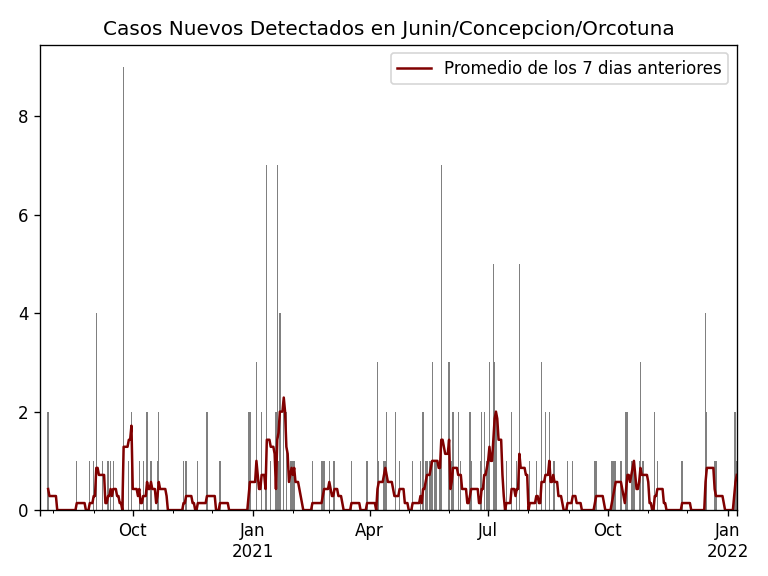 Casos Nuevos Detectados en Junin/Concepcion/Orcotuna
Promedio de los 7 dias anteriores
8
6
4
2
0
Oct
Jan
2021
Apr
Jul
Oct
Jan
2022